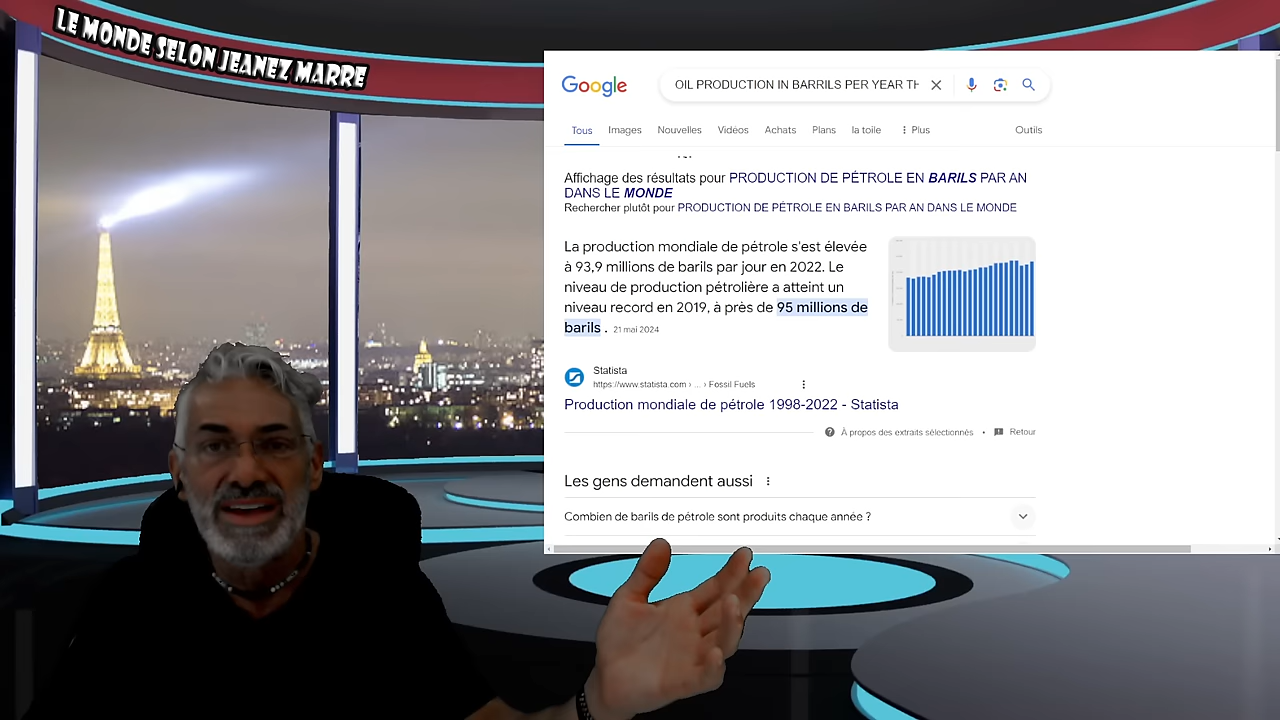 LE MONDE SELON JEANEZ MARRE
Google
OIL PRODUCTION IN BARRILS PER YEAR TH
Tous Images Nouvelles Vidéos Achats Plans la toile Plus Outils
Affichage des résultats pour PRODUCTION DE PÉTROLE EN BARILS PAR AN
DANS LE MONDE
Rechercher plutôt pour PRODUCTION DE PÉTROLE EN BARILS PAR AN DANS LE MONDE
La production mondiale de pétrole s'est élevée
à 93,9 millions de barils par jour en 2022. Le
niveau de production pétrolière a atteint un
niveau record en 2019, à près de 95 millions de
barils . 21 mai 2024
Statista
https://www.statista.com › ... › Fossil Fuels
Production mondiale de pétrole 1998-2022 - Statista
À propos des extraits sélectionnés • Retour
Les gens demandent aussi
Combien de barils de pétrole sont produits chaque année ?